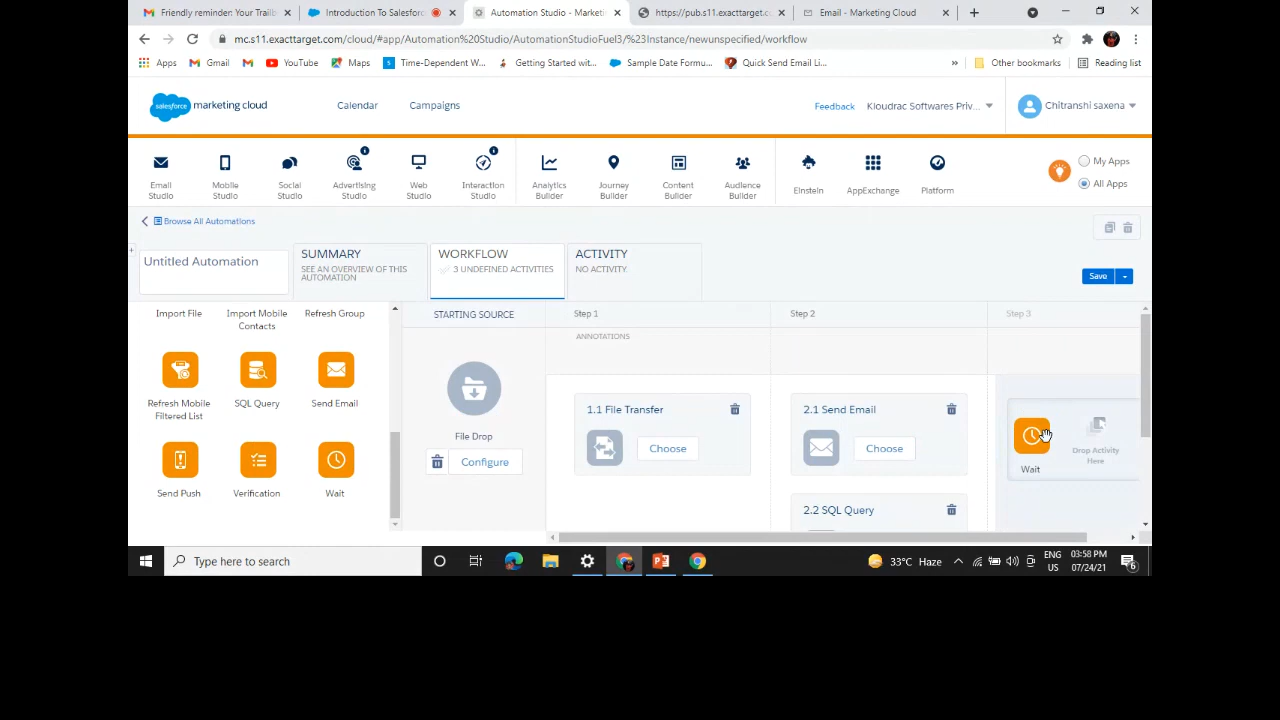 Friendly reminder: Your Trailb
Introduction To Salesforc
Automation Studio - Marketi
https://pub.s11.exacttarget.c
Email - Marketing Cloud
mc.s11.exacttarget.com/cloud/#app/Automation%20Studio/AutomationStudioFuel3/%23Instance/newunspecified/workflow
Apps
Gmail
YouTube
Maps
Time-Dependent W...
Getting Started wit...
Sample Date Formu...
Quick Send Email Li...
»
Other bookmarks
Reading list
salesforce
marketing cloud
Calendar
Campaigns
Feedback
Kloudrac Softwares Priv...
Chitranshi saxena
Email
Studio
Mobile
Studio
Social
Studio
Advertising
Studio
Web
Studio
Interaction
Studio
Analytics
Builder
Journey
Builder
Content
Builder
Audience
Builder
Einstein
AppExchange
Platform
My Apps
All Apps
Browse All Automations
Untitled Automation
SUMMARY
SEE AN OVERVIEW OF THIS
AUTOMATION
WORKFLOW
3 UNDEFINED ACTIVITIES
ACTIVITY
NO ACTIVITY.
Save
Import File
Import Mobile
Contacts
Refresh Group
Refresh Mobile
Filtered List
SQL Query
Send Email
Send Push
Verification
Wait
STARTING SOURCE
File Drop
Configure
Step 1
Step 2
Step 3
ANNOTATIONS
1.1 File Transfer
Choose
2.1 Send Email
Choose
2.2 SQL Query
Wait
Drop Activity
Here
Type here to search
33°C Haze
ENG
US
03:58 PM
07/24/21
6